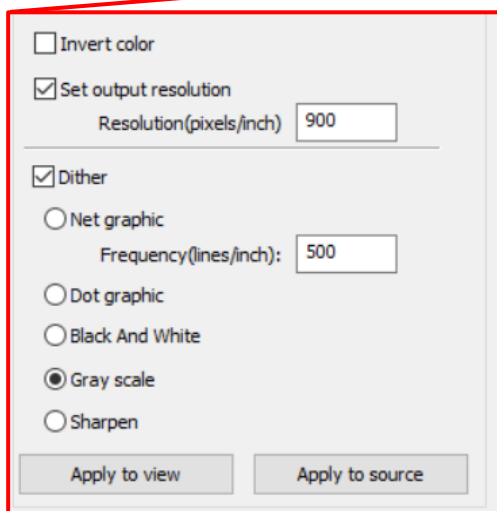 Invert color
Set output resolution
Resolution(pixels/inch) 900
Dither
Net graphic
Frequency(lines/inch): 500
Dot graphic
Black And White
Gray scale
Sharpen
Apply to view Apply to source